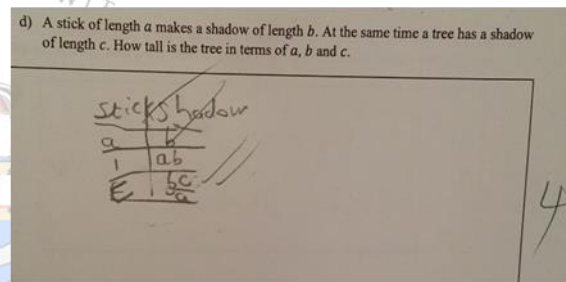 d) A stick of length a makes a shadow of length b. At the same time a tree has a shadow
of length c. How tall is the tree in terms of a, b and c.
stick shadow
a b
1 ab
4